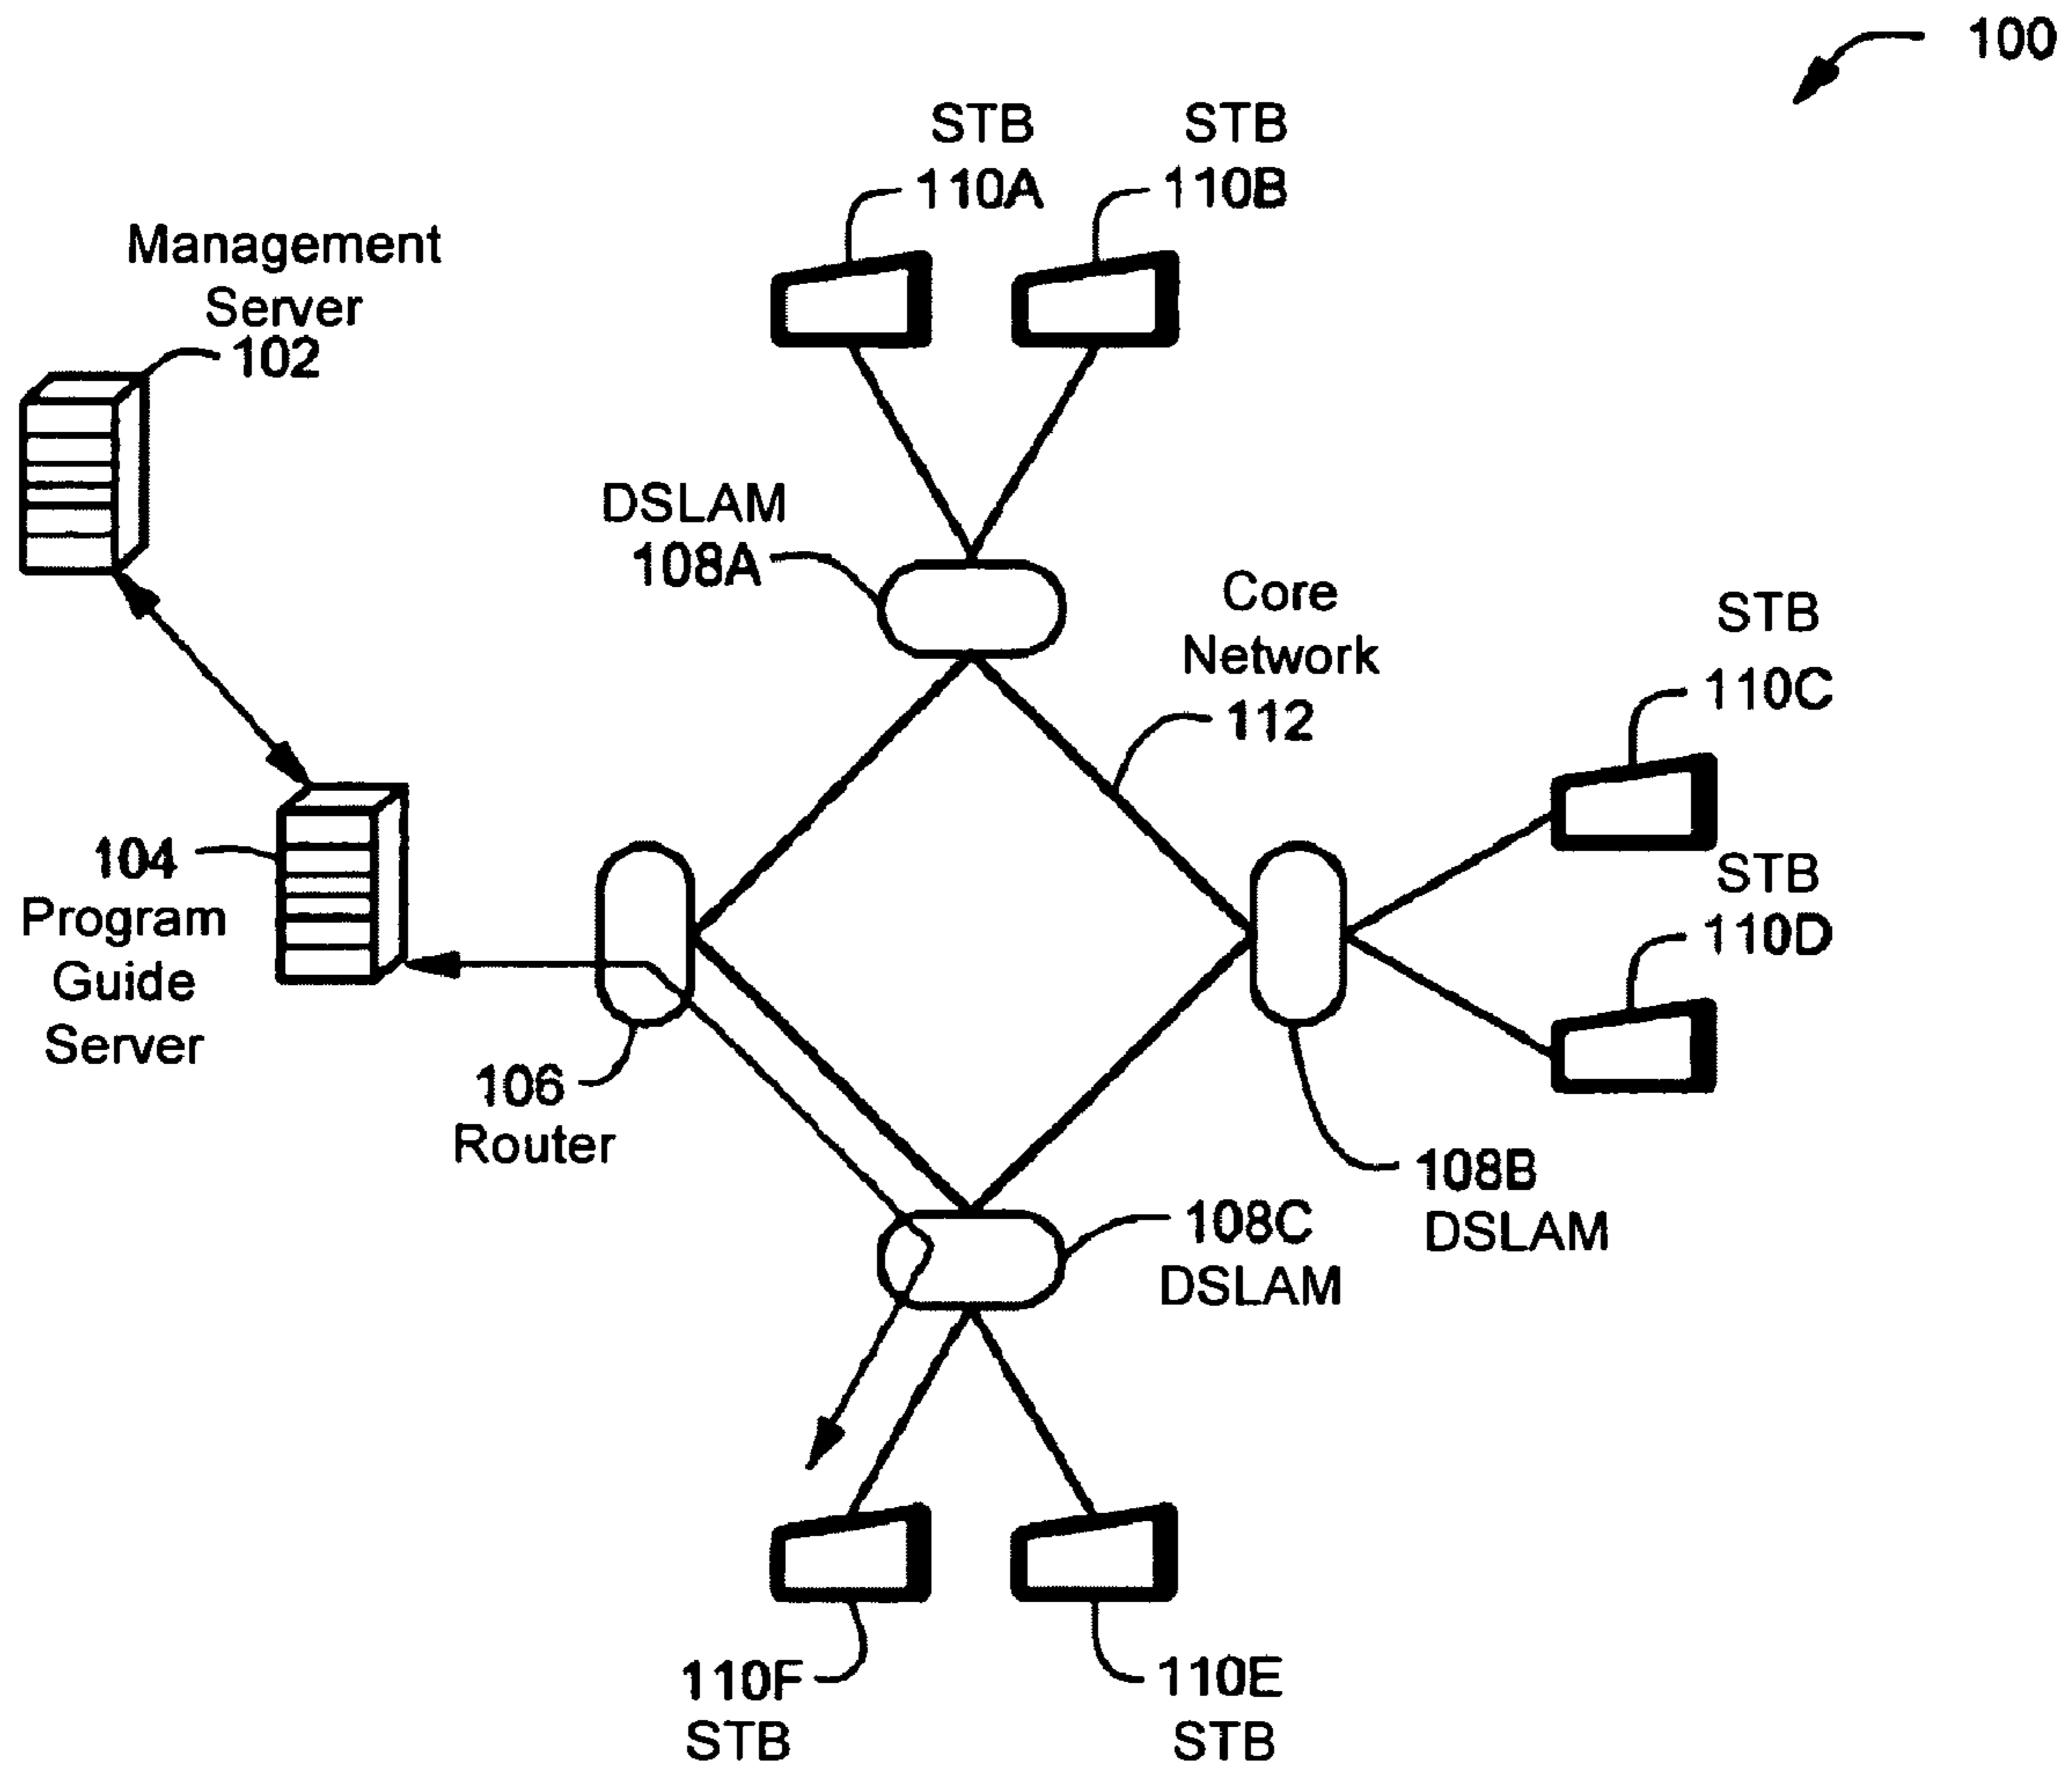 100
STB
110A
STB
110B
Management
Server
102
DSLAM
108A
Core
Network
112
STB
110C
STB
110D
104
Program
Guide
Server
106
Router
108B
DSLAM
108C
DSLAM
110F
STB
110E
STB